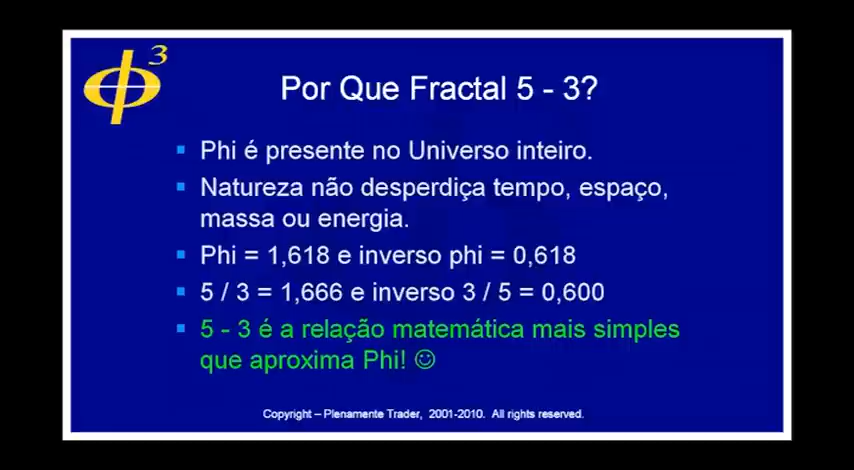 Φ³
Por Que Fractal 5 - 3?
Phi é presente no Universo inteiro.
Natureza não desperdiça tempo, espaço,
massa ou energia.
Phi = 1,618 e inverso phi = 0,618
5 / 3 = 1,666 e inverso 3 / 5 = 0,600
5 - 3 é a relação matemática mais simples
que aproxima Phi! ☺
Copyright – Plenamente Trader, 2001-2010. All rights reserved.